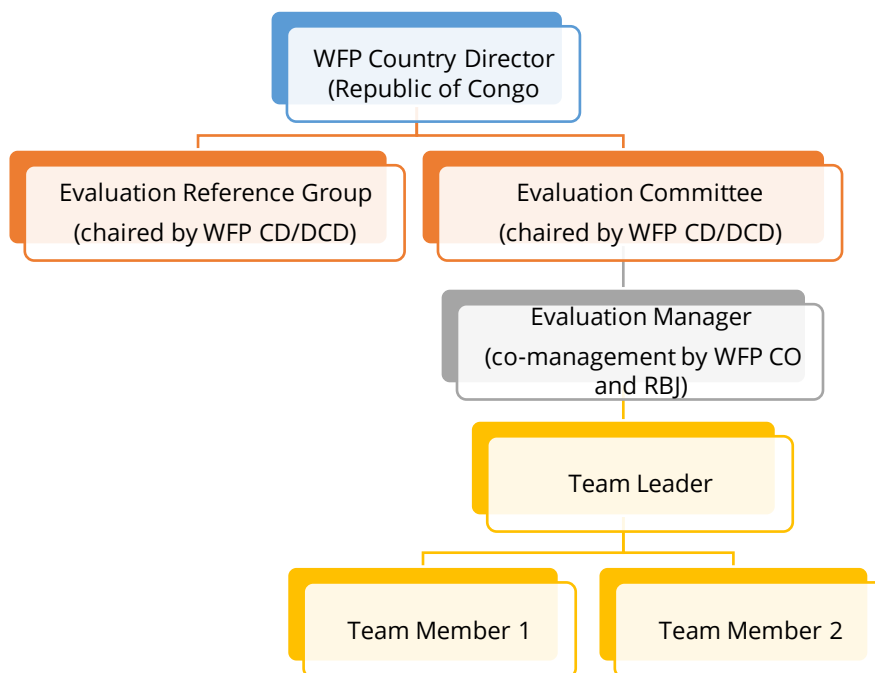 WFP Country Director
(Republic of Congo
Evaluation Reference Group
(chaired by WFP CD/DCD)
Evaluation Committee
(chaired by WFP CD/DCD)
Evaluation Manager
(co-management by WFP CO
and RBJ)
Team Leader
Team Member 1
Team Member 2